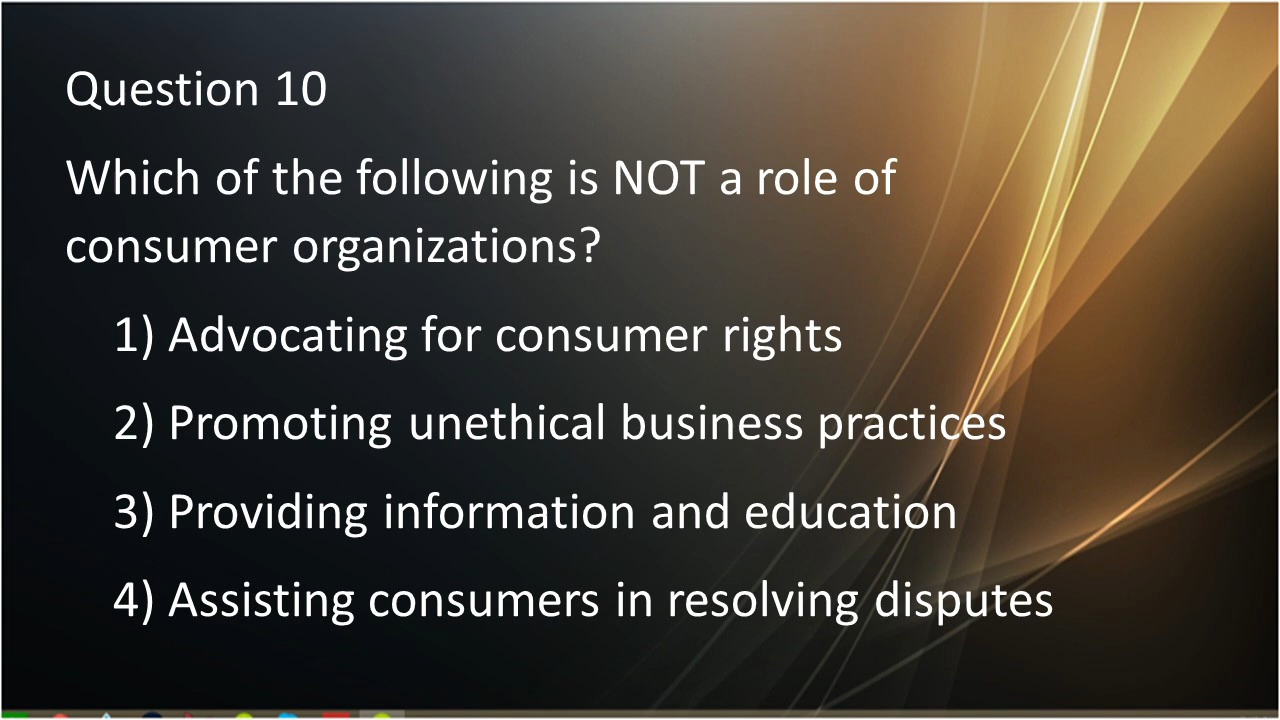 Question 10
Which of the following is NOT a role of
consumer organizations?
1) Advocating for consumer rights
2) Promoting unethical business practices
3) Providing information and education
4) Assisting consumers in resolving disputes